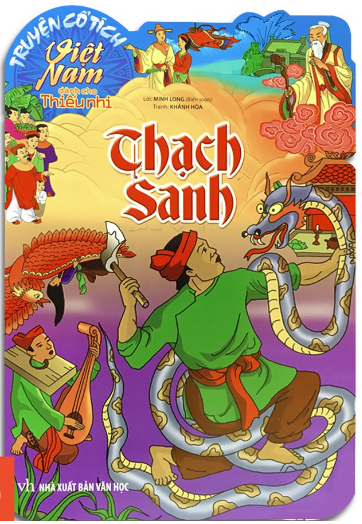 TRUYỆN CỔ TÍCH
Việt
Nam
dành cho
Thiếu nhi
Lời: MINH LONG (Biên soạn)
Tranh: KHÁNH HÒA
Thạch
Sanh
vh NHÀ XUẤT BẢN VĂN HỌC